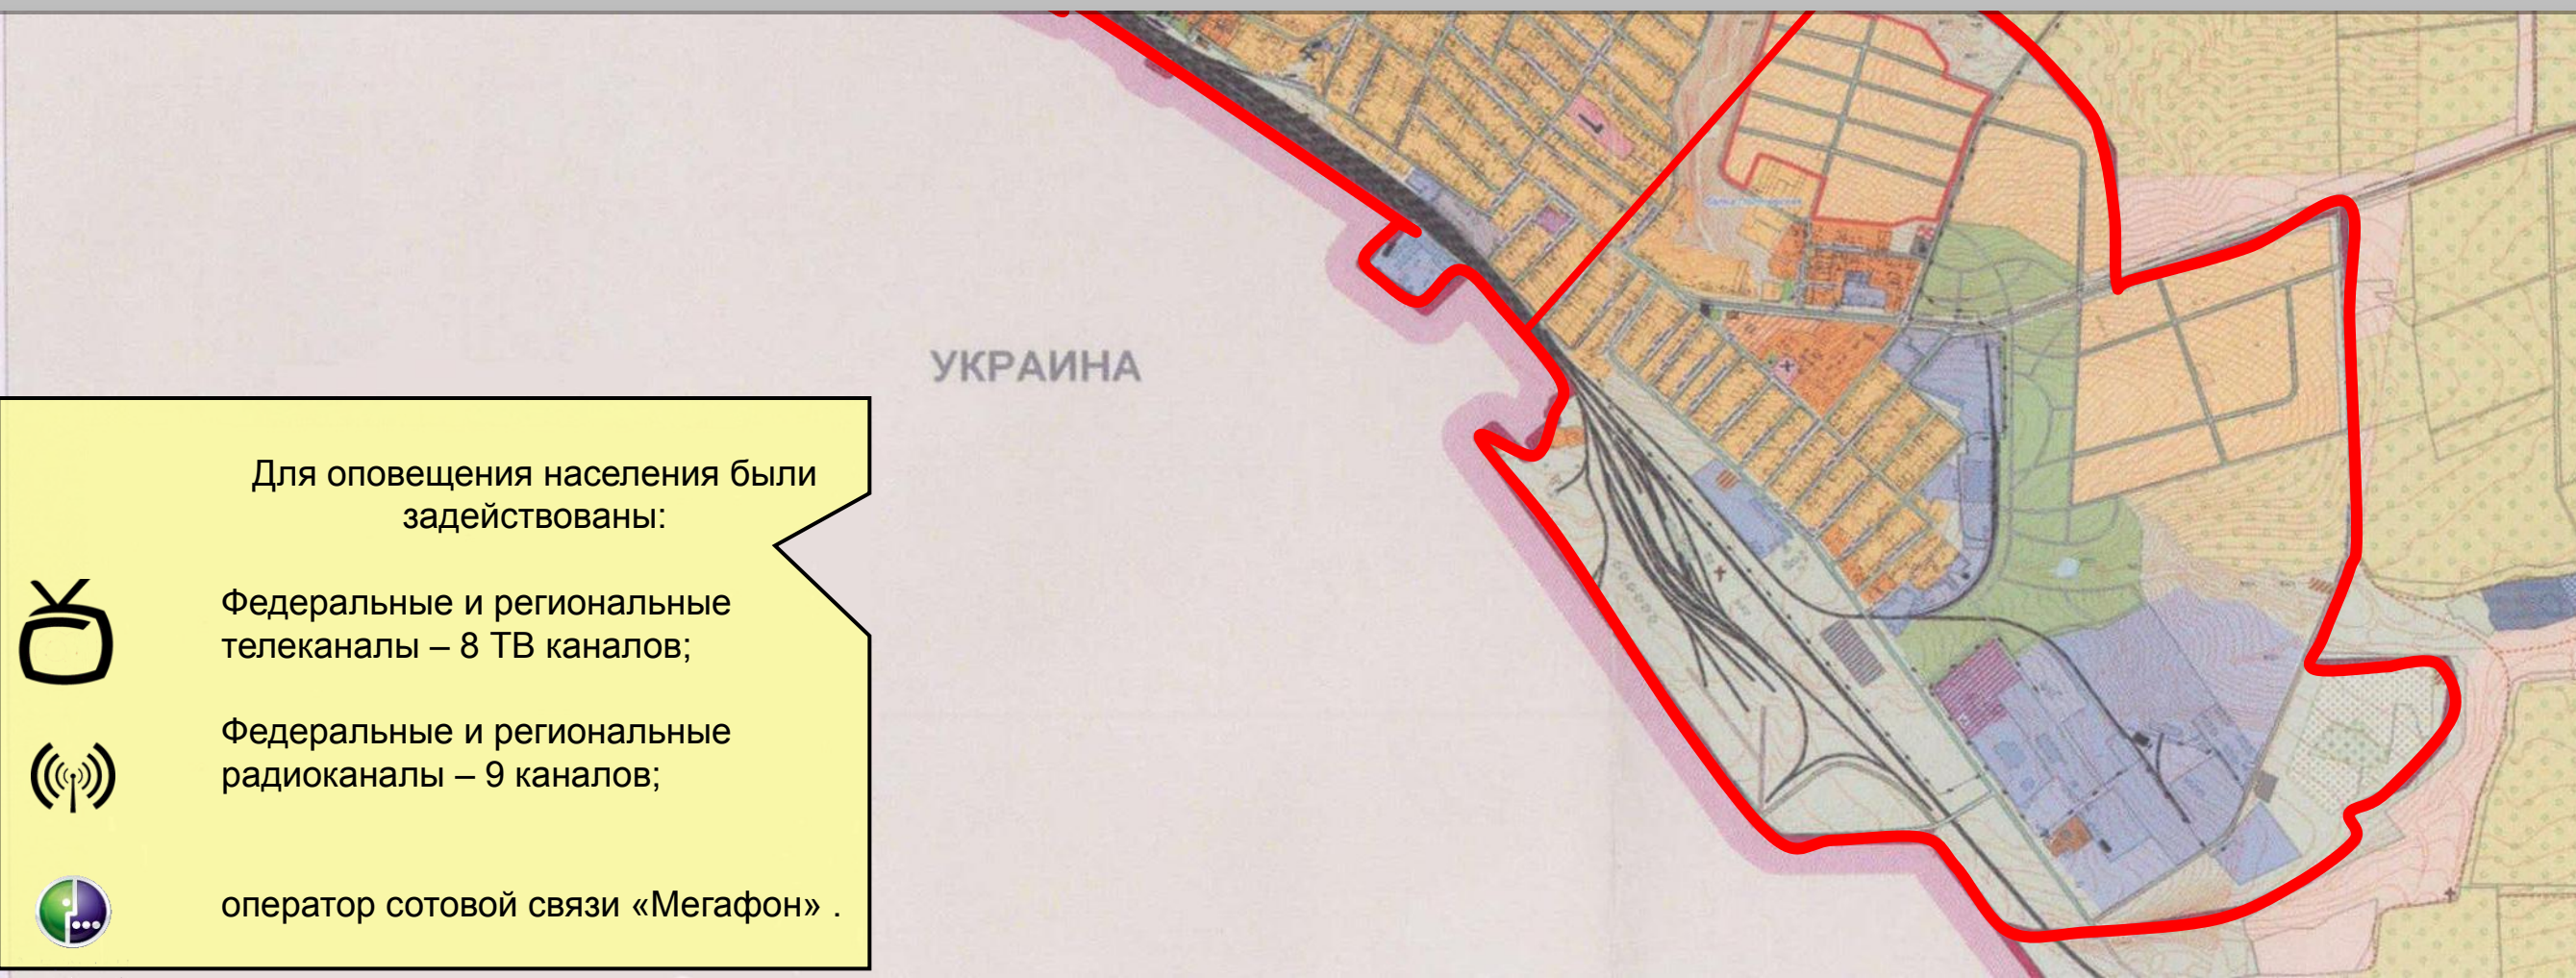 УКРАИНА
Для оповещения населения были
задействованы:
Федеральные и региональные
телеканалы – 8 ТВ каналов;
Федеральные и региональные
радиоканалы – 9 каналов;
оператор сотовой связи «Мегафон» .